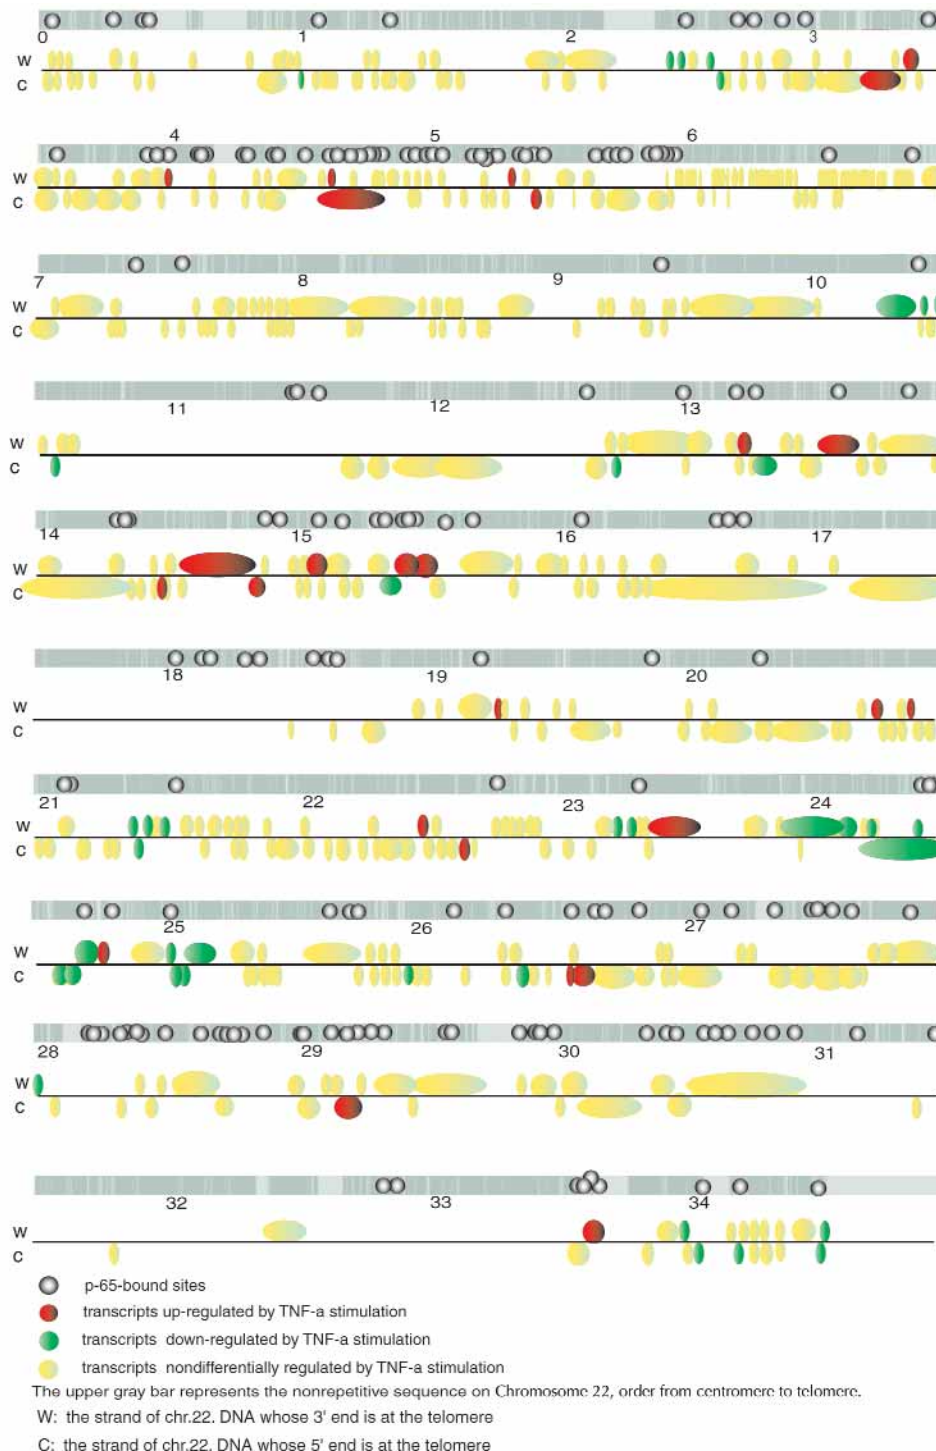 0 1 2 3
W
C
4 5 6
W
C
7 8 9 10
W
C
11 12 13
W
C
14 15 16 17
W
C
18 19 20
W
C
21 22 23 24
W
C
25 26 27
W
C
28 29 30 31
W
C
32 33 34
W
C
p-65-bound sites
transcripts up-regulated by TNF-a stimulation
transcripts down-regulated by TNF-a stimulation
transcripts nondifferentially regulated by TNF-a stimulation
The upper gray bar represents the nonrepetitive sequence on Chromosome 22, order from centromere to telomere.
W: the strand of chr.22. DNA whose 3' end is at the telomere
C: the strand of chr.22. DNA whose 5' end is at the telomere